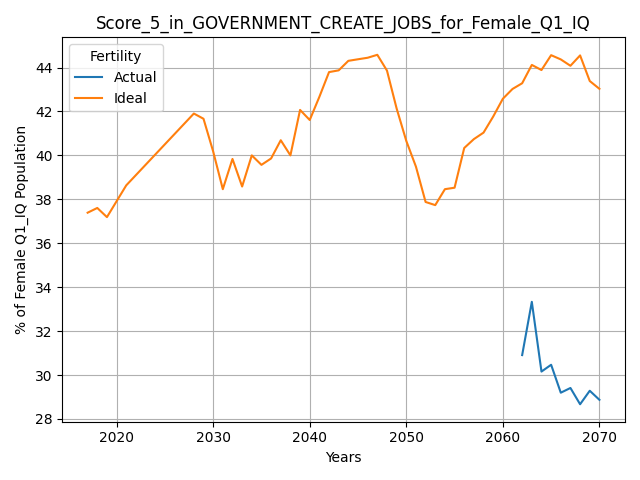 Score_5_in_GOVERNMENT_CREATE_JOBS_for_Female_Q1_IQ
Fertility
Actual
Ideal
% of Female Q1_IQ Population
44
42
40
38
36
34
32
30
28
2020
2030
2040
2050
2060
2070
Years